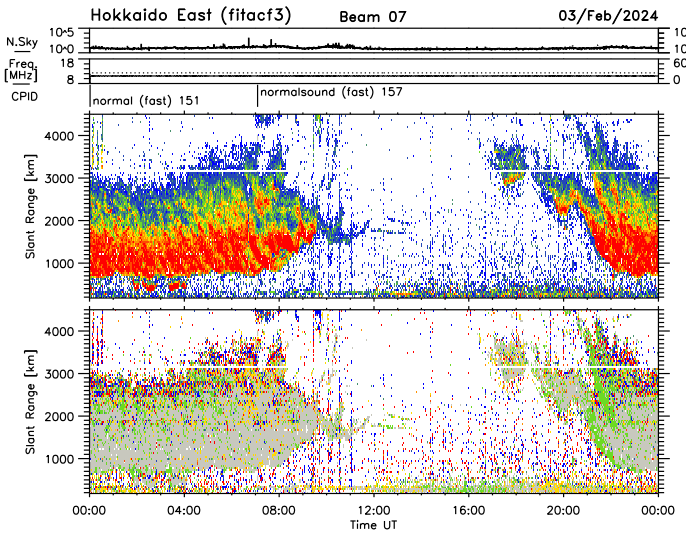 Hokkaido East (fitacf3) Beam 07 03/Feb/2024
N.Sky 10^5 10^0 10 10
Freq. [MHz] 18 8 60 0
CPID normal (fast) 151 normalsound (fast) 157
Slant Range [km] 4000 3000 2000 1000
Slant Range [km] 4000 3000 2000 1000
00:00 04:00 08:00 12:00 16:00 20:00 00:00
Time UT